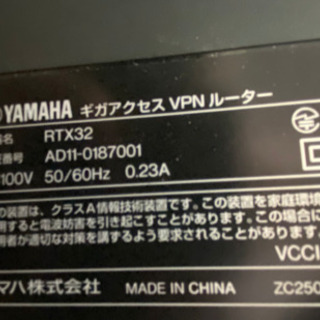 YAMAHA ギガアクセス VPN ルーター
名 RTX32
証番号 AD11-0187001
100V 50/60Hz 0.23A
の装置は、クラスA情報技術装置です。この装置を家庭環境
用すると電波妨害を引き起こすことがあります。この場合に
用者が適切な対策を講ずるよう要求されることがあります。
VCCI
マハ株式会社 MADE IN CHINA ZC250